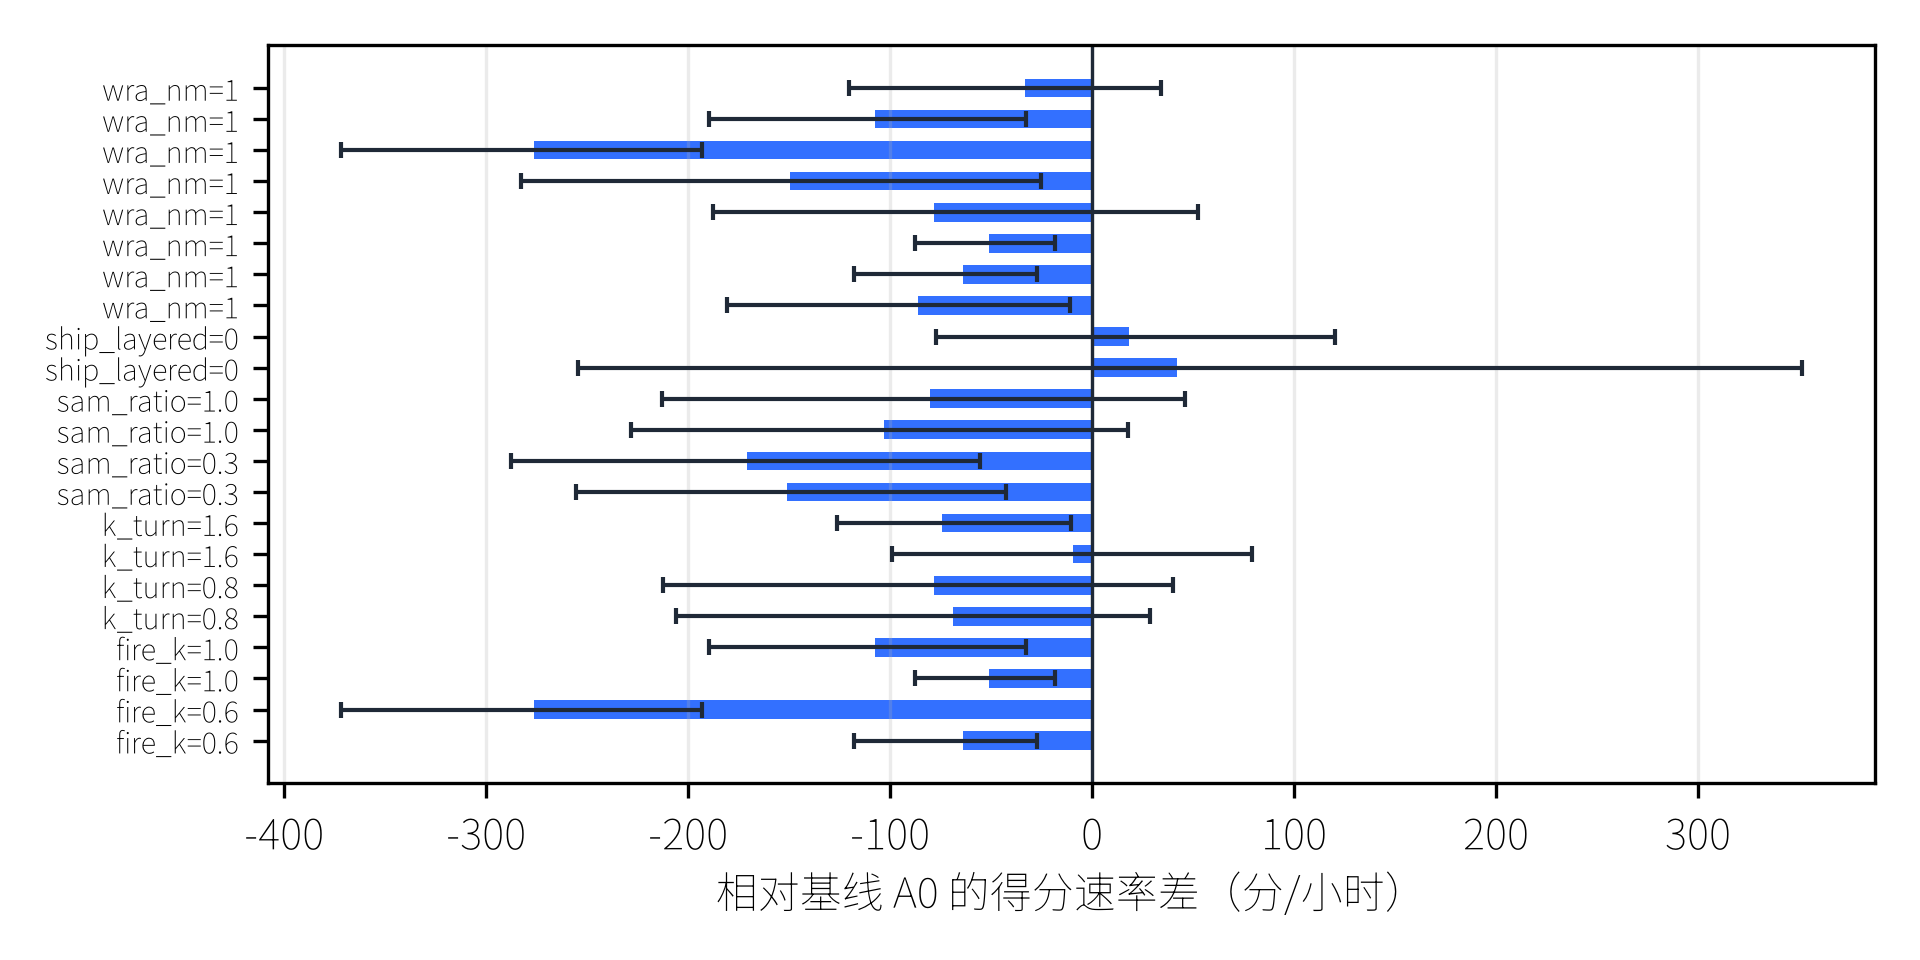 wra_nm=1
wra_nm=1
wra_nm=1
wra_nm=1
wra_nm=1
wra_nm=1
wra_nm=1
wra_nm=1
ship_layered=0
ship_layered=0
sam_ratio=1.0
sam_ratio=1.0
sam_ratio=0.3
sam_ratio=0.3
k_turn=1.6
k_turn=1.6
k_turn=0.8
k_turn=0.8
fire_k=1.0
fire_k=1.0
fire_k=0.6
fire_k=0.6
-400 -300 -200 -100 0 100 200 300
相对基线 A0 的得分速率差（分/小时）